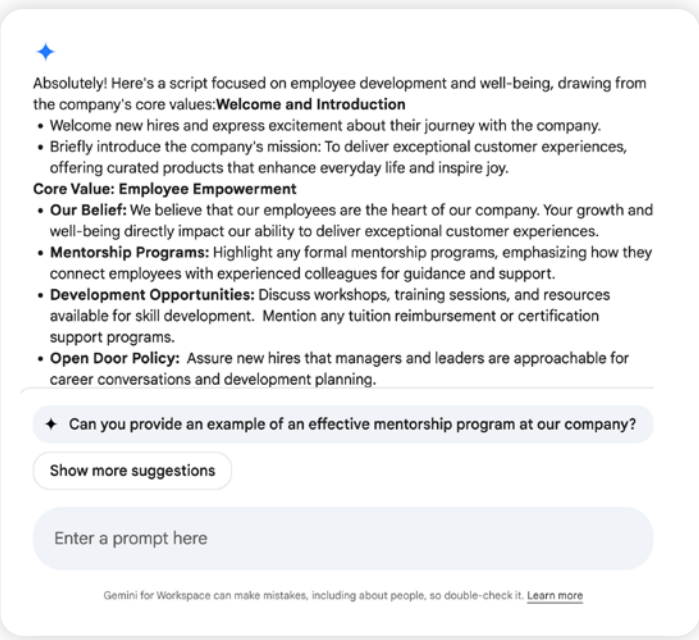 Absolutely! Here's a script focused on employee development and well-being, drawing from
the company's core values:Welcome and Introduction
• Welcome new hires and express excitement about their journey with the company.
• Briefly introduce the company's mission: To deliver exceptional customer experiences,
offering curated products that enhance everyday life and inspire joy.
Core Value: Employee Empowerment
• Our Belief: We believe that our employees are the heart of our company. Your growth and
well-being directly impact our ability to deliver exceptional customer experiences.
• Mentorship Programs: Highlight any formal mentorship programs, emphasizing how they
connect employees with experienced colleagues for guidance and support.
• Development Opportunities: Discuss workshops, training sessions, and resources
available for skill development. Mention any tuition reimbursement or certification
support programs.
• Open Door Policy: Assure new hires that managers and leaders are approachable for
career conversations and development planning.
Can you provide an example of an effective mentorship program at our company?
Show more suggestions
Enter a prompt here
Gemini for Workspace can make mistakes, including about people, so double-check it. Learn more